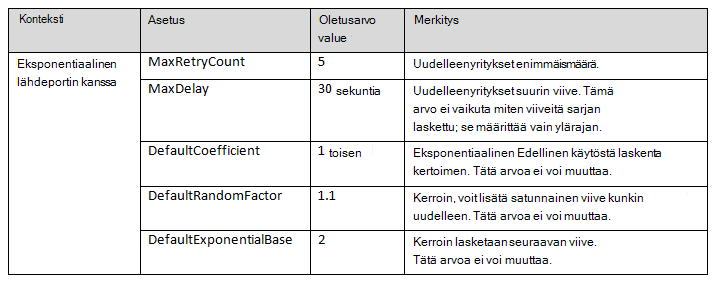 Konteksti Asetus Oletusarvo Merkitys
value
Eksponentiaalinen MaxRetryCount 5 Uudelleenyritykset enimmäismäärä.
lähdeportin kanssa MaxDelay 30 sekuntia Uudelleenyritykset suurin viive. Tämä
arvo ei vaikuta miten viiveitä sarjan
laskettu; se määrittää vain ylärajan.
DefaultCoefficient 1 toisen Eksponentiaalinen Edellinen käytöstä laskenta
kertoimen. Tätä arvoa ei voi muuttaa.
DefaultRandomFactor 1.1 Kerroin, voit lisätä satunnainen viive kunkin
uudelleen. Tätä arvoa ei voi muuttaa.
DefaultExponentialBase 2 Kerroin lasketaan seuraavan viive.
Tätä arvoa ei voi muuttaa.